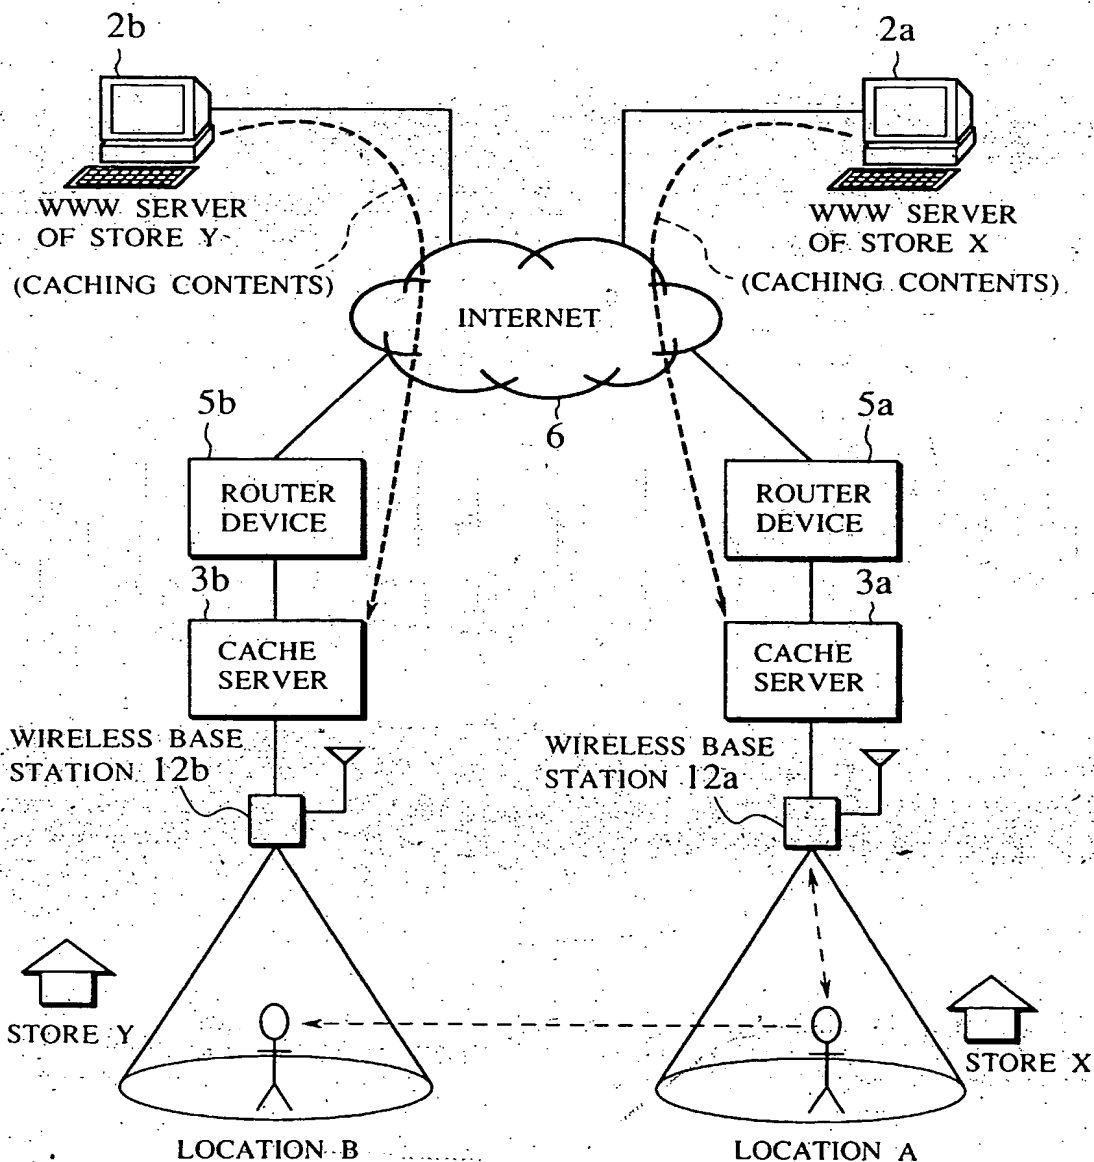 2b
2a
WWW SERVER
OF STORE Y
(CACHING CONTENTS)
WWW SERVER
OF STORE X
(CACHING CONTENTS)
INTERNET
6
5b
5a
ROUTER
DEVICE
ROUTER
DEVICE
3b
3a
CACHE
SERVER
CACHE
SERVER
WIRELESS BASE
STATION 12b
WIRELESS BASE
STATION 12a
STORE Y
STORE X
LOCATION B
LOCATION A